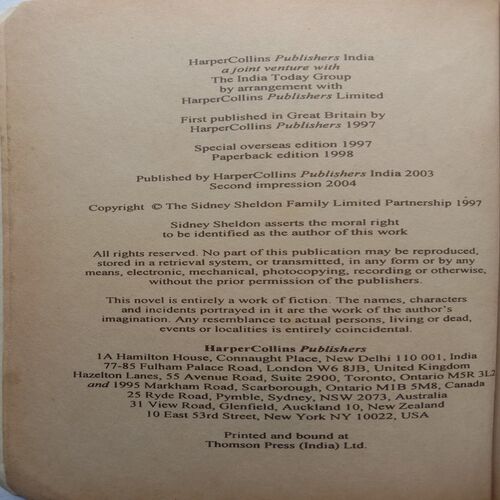 HarperCollins Publishers India
a joint venture with
The India Today Group
by arrangement with
HarperCollins Publishers Limited
First published in Great Britain by
HarperCollins Publishers 1997
Special overseas edition 1997
Paperback edition 1998
Published by HarperCollins Publishers India 2003
Second impression 2004
Copyright © The Sidney Sheldon Family Limited Partnership 1997
Sidney Sheldon asserts the moral right
to be identified as the author of this work
All rights reserved. No part of this publication may be reproduced,
stored in a retrieval system, or transmitted, in any form or by any
means, electronic, mechanical, photocopying, recording or otherwise,
without the prior permission of the publishers.
This novel is entirely a work of fiction. The names, characters
and incidents portrayed in it are the work of the author's
imagination. Any resemblance to actual persons, living or dead,
events or localities is entirely coincidental.
HarperCollins Publishers
1A Hamilton House, Connaught Place, New Delhi 110 001, India
77-85 Fulham Palace Road, London W6 8JB, United Kingdom
Hazelton Lanes, 55 Avenue Road, Suite 2900, Toronto, Ontario M5R 3L2
and 1995 Markham Road, Scarborough, Ontario M1B 5M8, Canada
25 Ryde Road, Pymble, Sydney, NSW 2073, Australia
31 View Road, Glenfield, Auckland 10, New Zealand
10 East 53rd Street, New York NY 10022, USA
Printed and bound at
Thomson Press (India) Ltd.